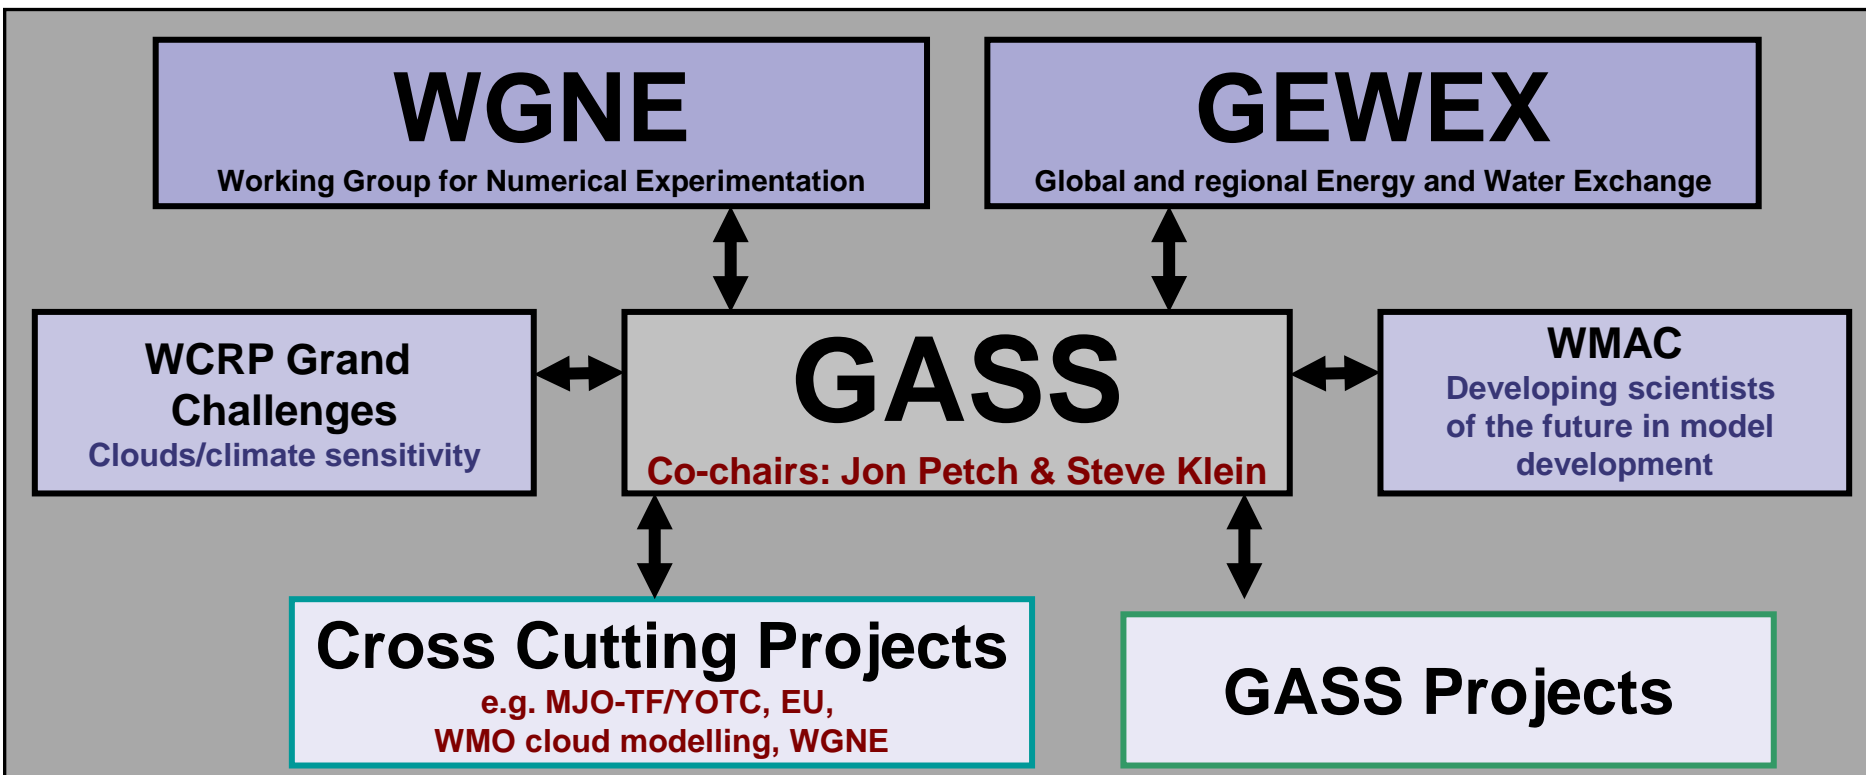 WGNE
Working Group for Numerical Experimentation
GEWEX
Global and regional Energy and Water Exchange
WCRP Grand
Challenges
Clouds/climate sensitivity
GASS
Co-chairs: Jon Petch & Steve Klein
WMAC
Developing scientists
of the future in model
development
Cross Cutting Projects
e.g. MJO-TF/YOTC, EU,
WMO cloud modelling, WGNE
GASS Projects